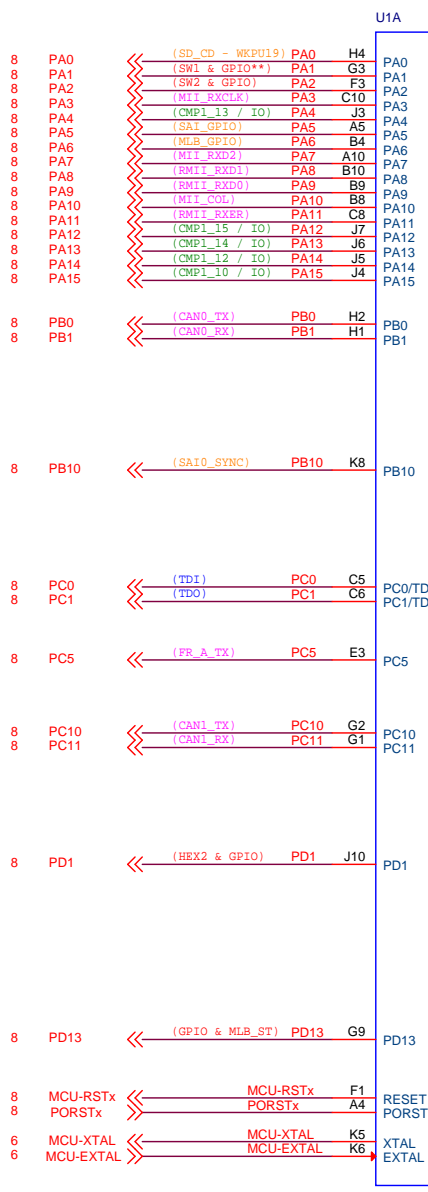 U1A
8 PA0 (SD_CD - WKPU19) PA0 H4 PA0
8 PA1 (SW1 & GPIO**) PA1 G3 PA1
8 PA2 (SW2 & GPIO) PA2 F3 PA2
8 PA3 (MII_RXCLK) PA3 C10 PA3
8 PA4 (CMP1_13 / IO) PA4 J3 PA4
8 PA5 (SAI_GPIO) PA5 A5 PA5
8 PA6 (MLB_GPIO) PA6 B4 PA6
8 PA7 (MII_RXD2) PA7 A10 PA7
8 PA8 (RMII_RXD1) PA8 B10 PA8
8 PA9 (RMII_RXD0) PA9 B9 PA9
8 PA10 (MII_COL) PA10 B8 PA10
8 PA11 (RMII_RXER) PA11 C8 PA11
8 PA12 (CMP1_15 / IO) PA12 J7 PA12
8 PA13 (CMP1_14 / IO) PA13 J6 PA13
8 PA14 (CMP1_12 / IO) PA14 J5 PA14
8 PA15 (CMP1_10 / IO) PA15 J4 PA15
8 PB0 (CAN0_TX) PB0 H2 PB0
8 PB1 (CAN0_RX) PB1 H1 PB1
8 PB10 (SAI0_SYNC) PB10 K8 PB10
8 PC0 (TDI) PC0 C5 PC0/TD
8 PC1 (TDO) PC1 C6 PC1/TD
8 PC5 (FR_A_TX) PC5 E3 PC5
8 PC10 (CAN1_TX) PC10 G2 PC10
8 PC11 (CAN1_RX) PC11 G1 PC11
8 PD1 (HEX2 & GPIO) PD1 J10 PD1
8 PD13 (GPIO & MLB_ST) PD13 G9 PD13
8 MCU-RSTx MCU-RSTx F1 RESET
8 PORSTx PORSTx A4 PORST
6 MCU-XTAL MCU-XTAL K5 XTAL
6 MCU-EXTAL MCU-EXTAL K6 EXTAL